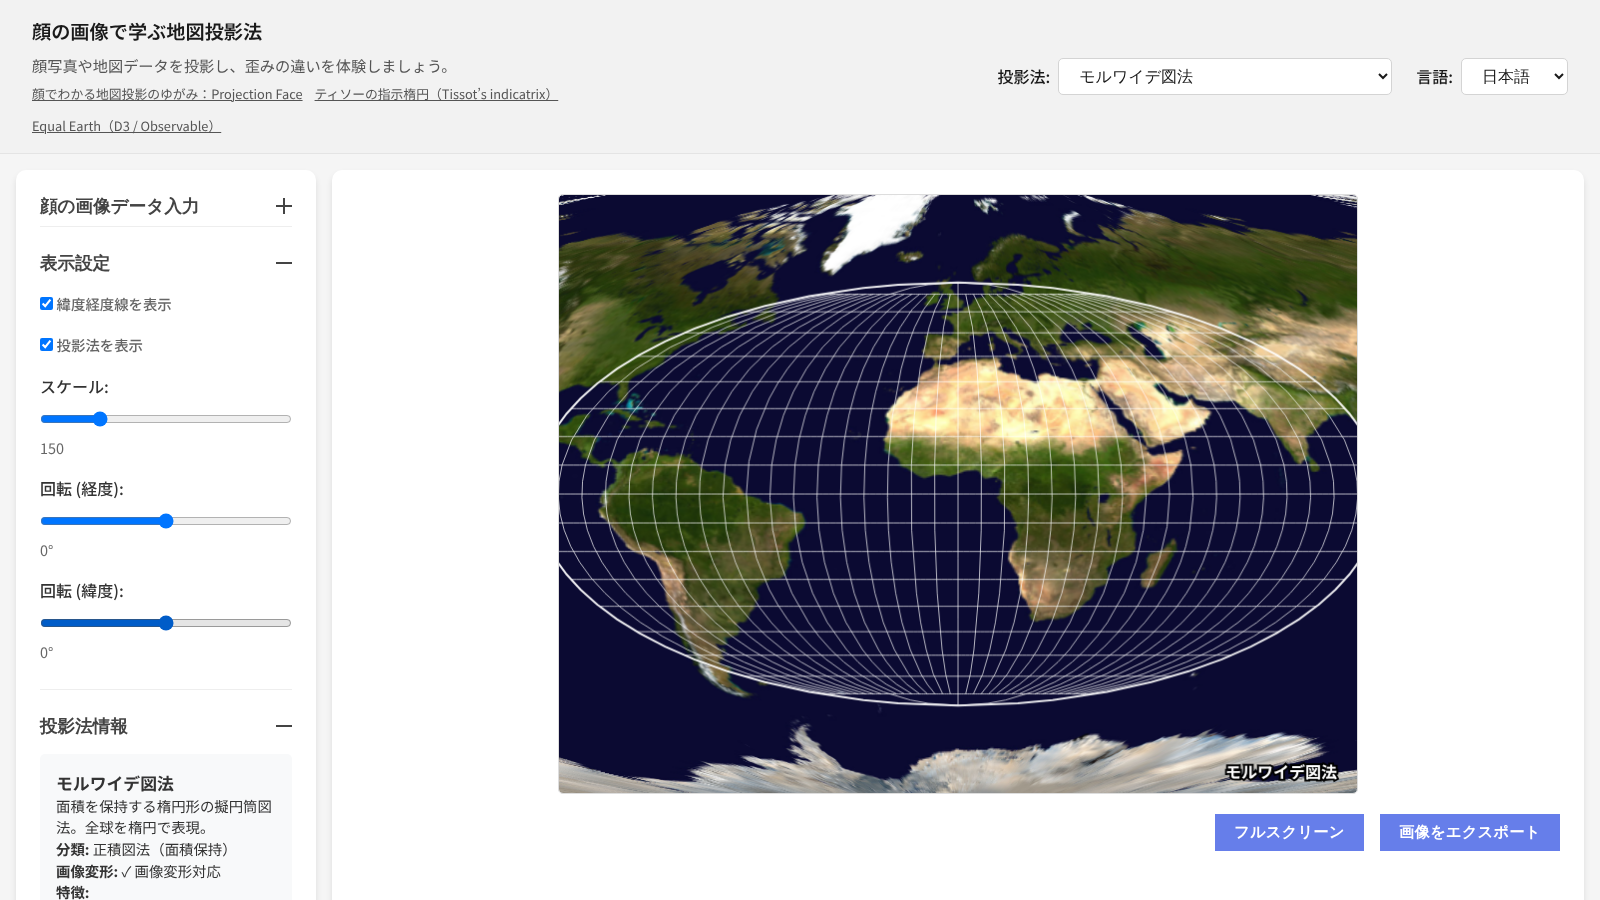 顔の画像で学ぶ地図投影法
顔写真や地図データを投影し、歪みの違いを体験しましょう。
顔でわかる地図投影のゆがみ：Projection Face ティソーの指示楕円（Tissot's indicatrix）
Equal Earth（D3 / Observable）
投影法: モルワイデ図法 言語: 日本語
顔の画像データ入力
表示設定
緯度経度線を表示
投影法を表示
スケール:
150
回転 (経度):
0°
回転 (緯度):
0°
投影法情報
モルワイデ図法
面積を保持する楕円形の擬円筒図
法。全球を楕円で表現。
分類: 正積図法（面積保持）
画像変形: ✓ 画像変形対応
特徴:
モルワイデ図法
フルスクリーン 画像をエクスポート